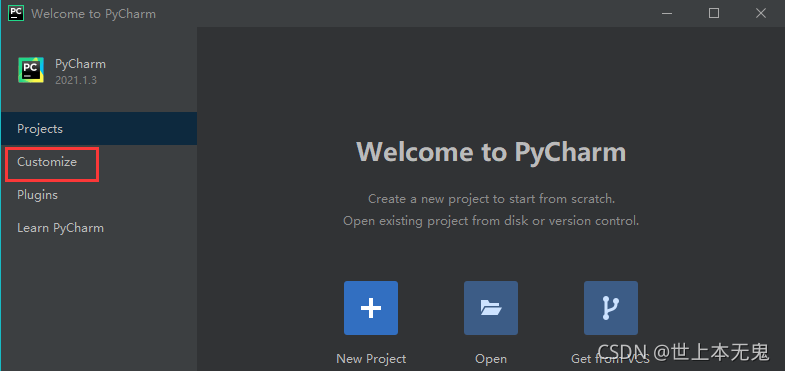 Welcome to PyCharm
PC
PyCharm
2021.1.3
Projects
Customize
Plugins
Learn PyCharm
Welcome to PyCharm
Create a new project to start from scratch.
Open existing project from disk or version control.
New Project
Open
Get from VCS
CSDN @世上本无鬼